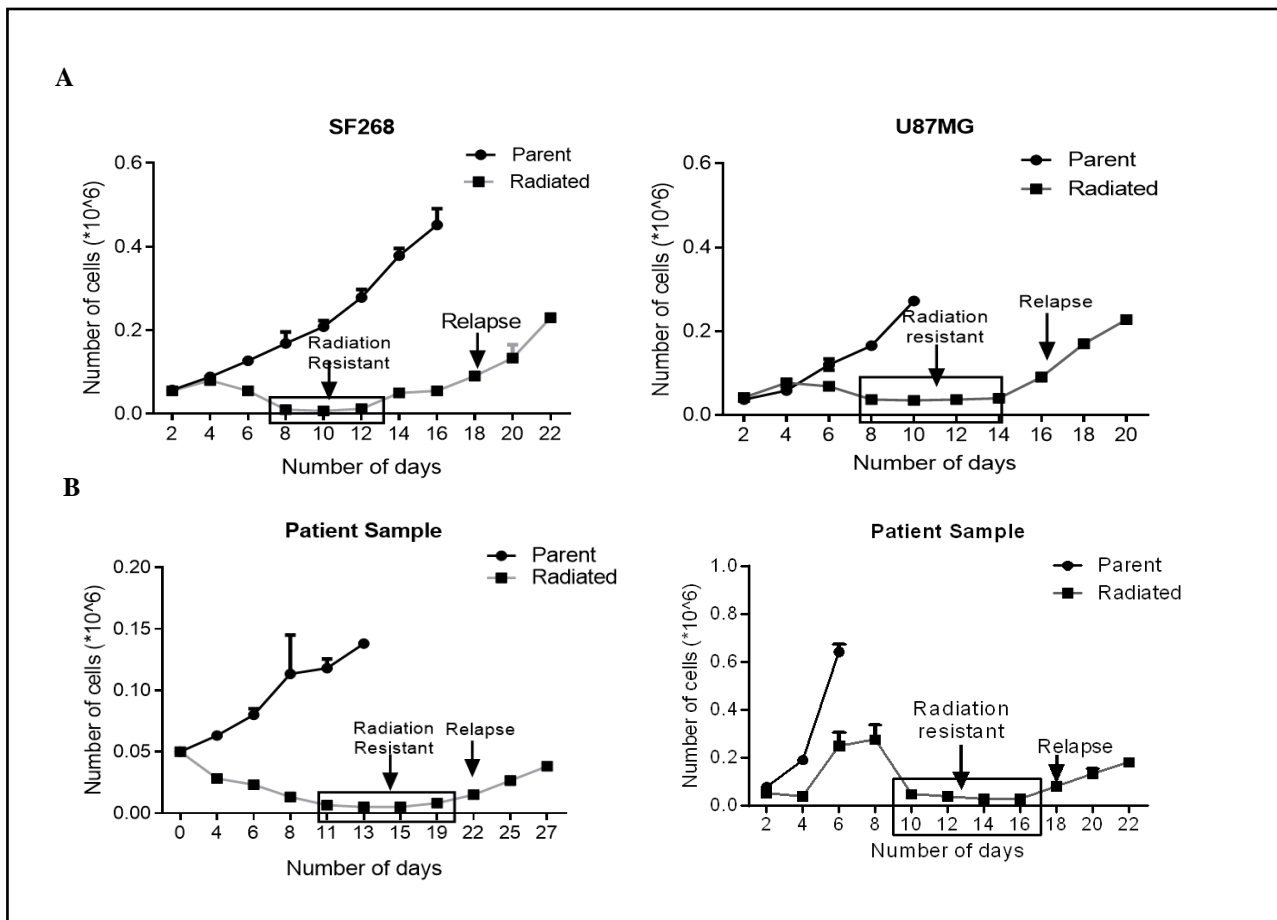 A
SF268
Parent
Radiated
Number of cells (*10^6)
0.6
0.4
0.2
0.0
Radiation
Resistant
Relapse
2 4 6 8 10 12 14 16 18 20 22
Number of days
U87MG
Parent
Radiated
Number of cells (*10^6)
0.6
0.4
0.2
0.0
Radiation
resistant
Relapse
2 4 6 8 10 12 14 16 18 20
Number of days
B
Patient Sample
Parent
Radiated
Number of cells (*10^6)
0.20
0.15
0.10
0.05
0.00
Radiation
Resistant
Relapse
0 4 6 8 11 13 15 19 22 25 27
Number of days
Patient Sample
Parent
Radiated
Number of cells (*10^6)
1.0
0.8
0.6
0.4
0.2
0.0
Radiation
resistant
Relapse
2 4 6 8 10 12 14 16 18 20 22
Number of days